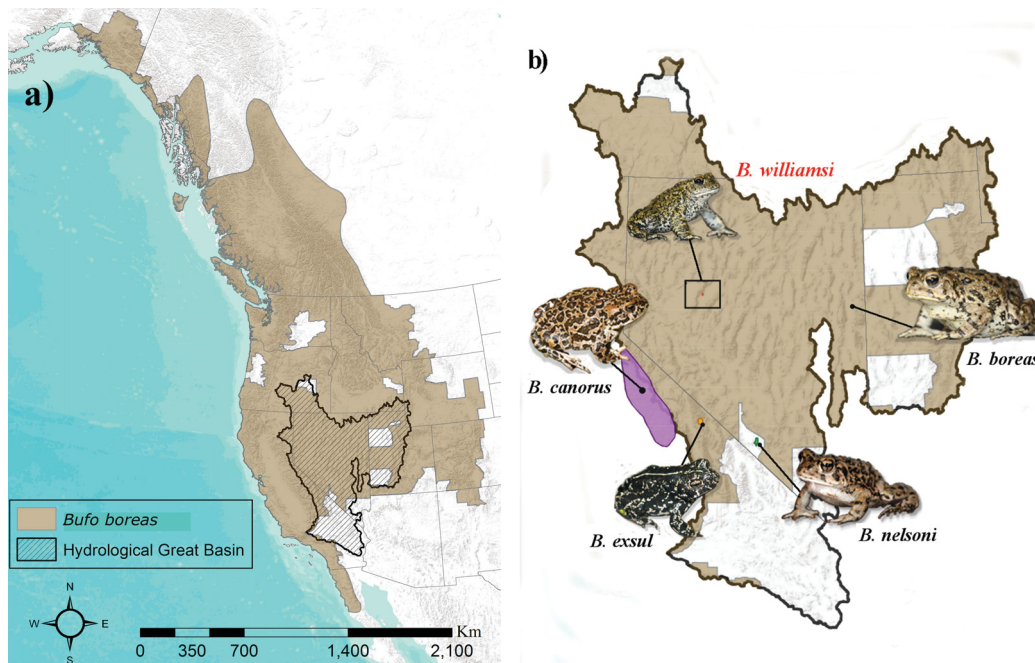 a)
Bufo boreas
Hydrological Great Basin
N
W E
S
Km
0 350 700 1,400 2,100
b)
B. williamsi
B. boreas
B. canorus
B. exsul
B. nelsoni